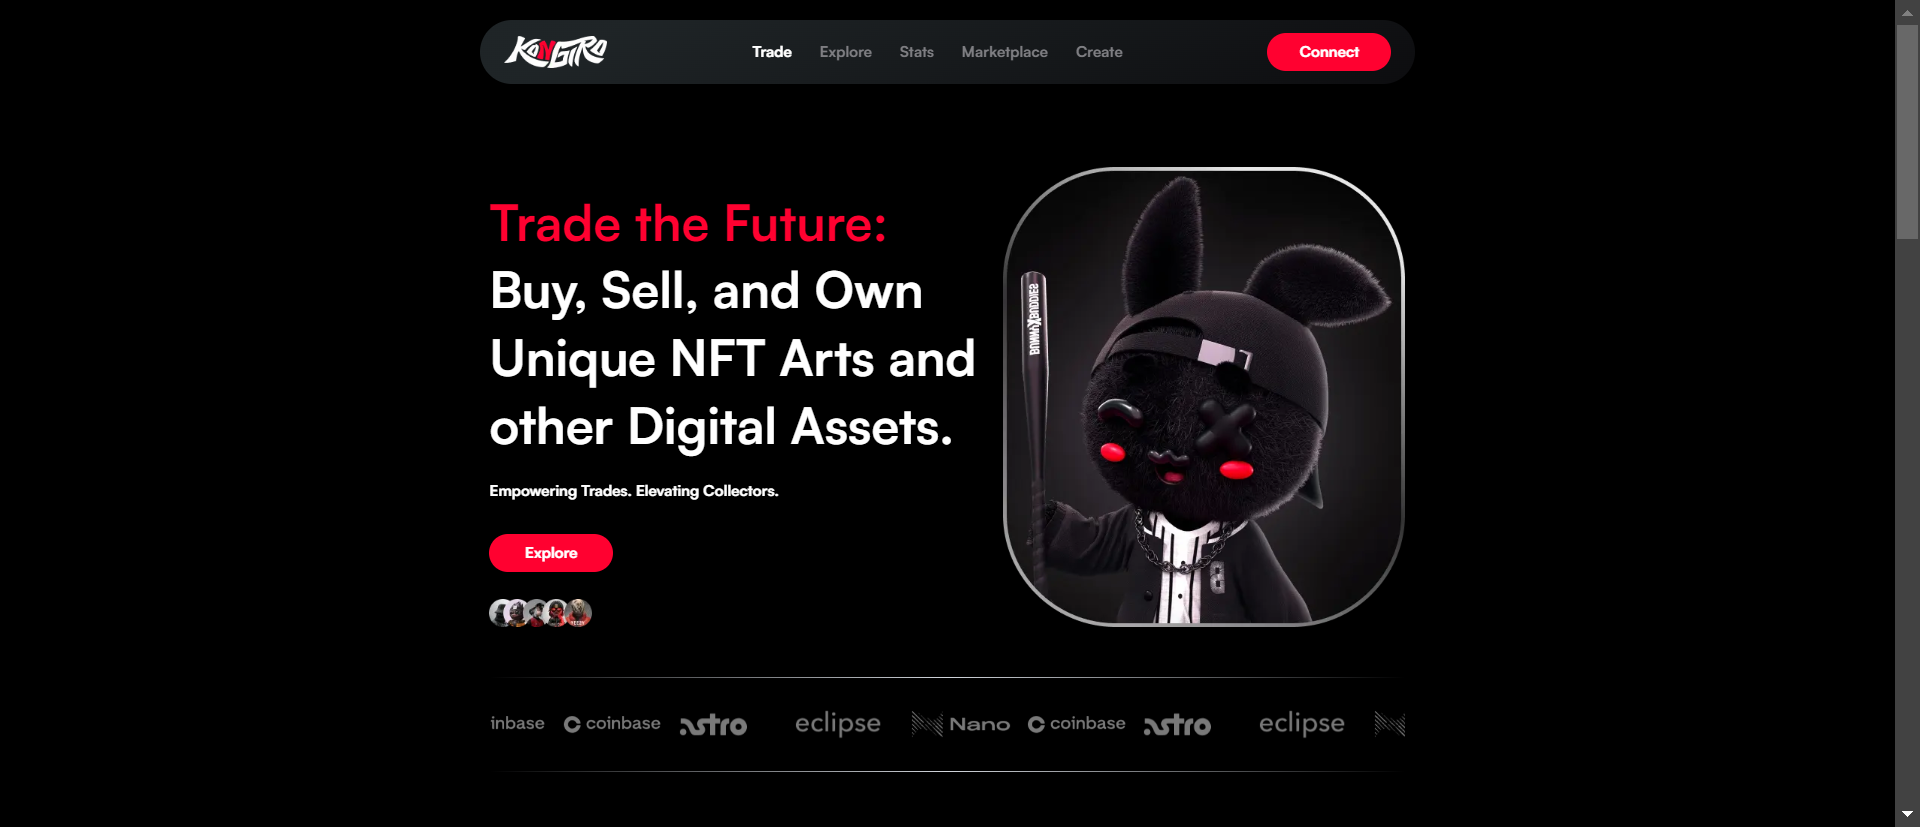 KONGIRO
Trade Explore Stats Marketplace Create
Connect
Trade the Future:
Buy, Sell, and Own
Unique NFT Arts and
other Digital Assets.
Empowering Trades. Elevating Collectors.
Explore
inbase coinbase astro eclipse Nano coinbase astro eclipse